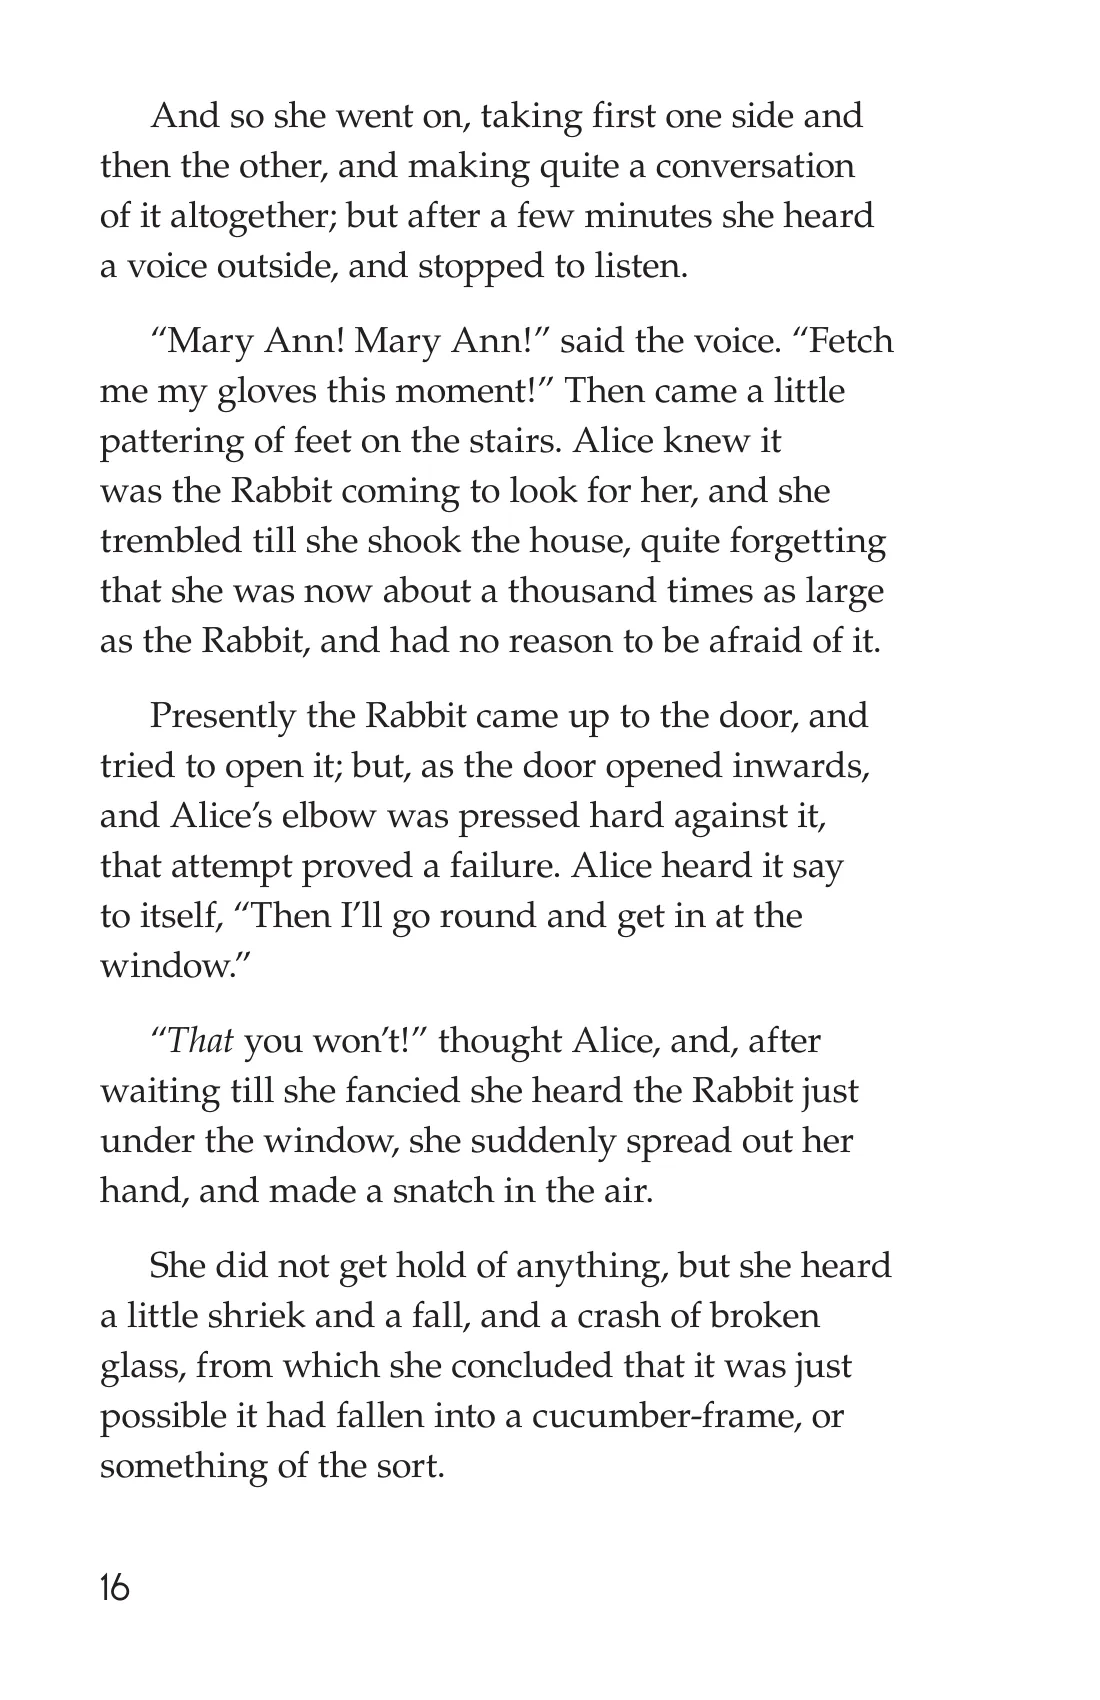 And so she went on, taking first one side and
then the other, and making quite a conversation
of it altogether; but after a few minutes she heard
a voice outside, and stopped to listen.
“Mary Ann! Mary Ann!” said the voice. “Fetch
me my gloves this moment!” Then came a little
pattering of feet on the stairs. Alice knew it
was the Rabbit coming to look for her, and she
trembled till she shook the house, quite forgetting
that she was now about a thousand times as large
as the Rabbit, and had no reason to be afraid of it.
Presently the Rabbit came up to the door, and
tried to open it; but, as the door opened inwards,
and Alice’s elbow was pressed hard against it,
that attempt proved a failure. Alice heard it say
to itself, “Then I’ll go round and get in at the
window.”
“That you won’t!” thought Alice, and, after
waiting till she fancied she heard the Rabbit just
under the window, she suddenly spread out her
hand, and made a snatch in the air.
She did not get hold of anything, but she heard
a little shriek and a fall, and a crash of broken
glass, from which she concluded that it was just
possible it had fallen into a cucumber-frame, or
something of the sort.
16